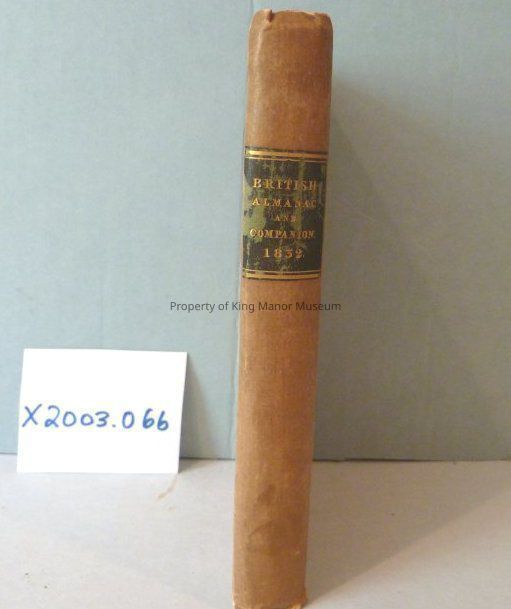 BRITISH
ALMANAC
AND
COMPANION.
1832
Property of King Manor Museum
X2003.066